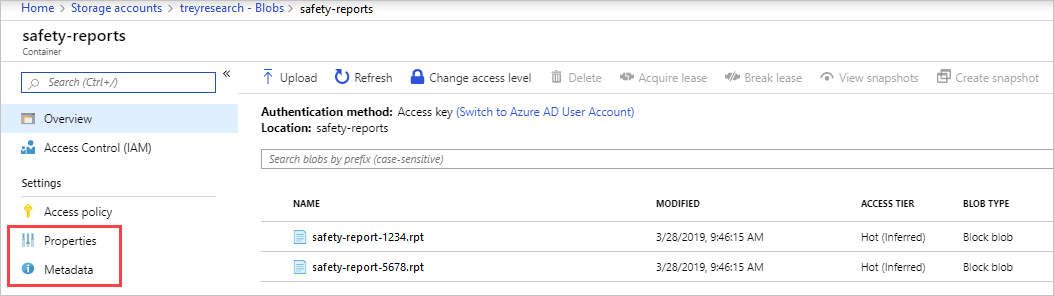 Home > Storage accounts > treyresearch - Blobs > safety-reports
safety-reports
Container
Search (Ctrl+/)
«
Overview
Access Control (IAM)
Settings
Access policy
Properties
Metadata
Upload Refresh Change access level Delete Acquire lease Break lease View snapshots Create snapshot
Authentication method: Access key (Switch to Azure AD User Account)
Location: safety-reports
Search blobs by prefix (case-sensitive)
NAME MODIFIED ACCESS TIER BLOB TYPE
safety-report-1234.rpt 3/28/2019, 9:46:15 AM Hot (Inferred) Block blob
safety-report-5678.rpt 3/28/2019, 9:46:15 AM Hot (Inferred) Block blob